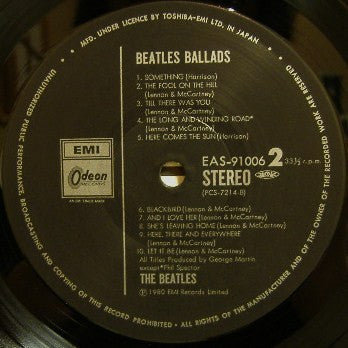 MFD. UNDER LICENCE BY TOSHIBA-EMI LTD. IN JAPAN
ALL RIGHTS ARE RESERVED
UNAUTHORIZED PUBLIC PERFORMANCE, BROADCASTING AND COPYING OF THIS RECORD PROHIBITED • ALL RIGHTS OF THE MANUFACTURER AND OF THE OWNER OF THE RECORDED WORK
BEATLES BALLADS
1. SOMETHING (Harrison)
2. THE FOOL ON THE HILL
(Lennon & McCartney)
3. TILL THERE WAS YOU
(Lennon & McCartney)
4. THE LONG AND WINDING ROAD*
(Lennon & McCartney)
5. HERE COMES THE SUN (Harrison)
EMI
Odeon
EAS-91006 2 33⅓ r.p.m.
STEREO
(PCS-7214-B)
6. BLACKBIRD (Lennon & McCartney)
7. AND I LOVE HER (Lennon & McCartney)
8. SHE'S LEAVING HOME (Lennon & McCartney)
9. HERE, THERE AND EVERYWHERE
(Lennon & McCartney)
10. LET IT BE (Lennon & McCartney)
All Titles Produced by George Martin
except *Phil Spector
THE BEATLES
℗ 1980 EMI Records Limited